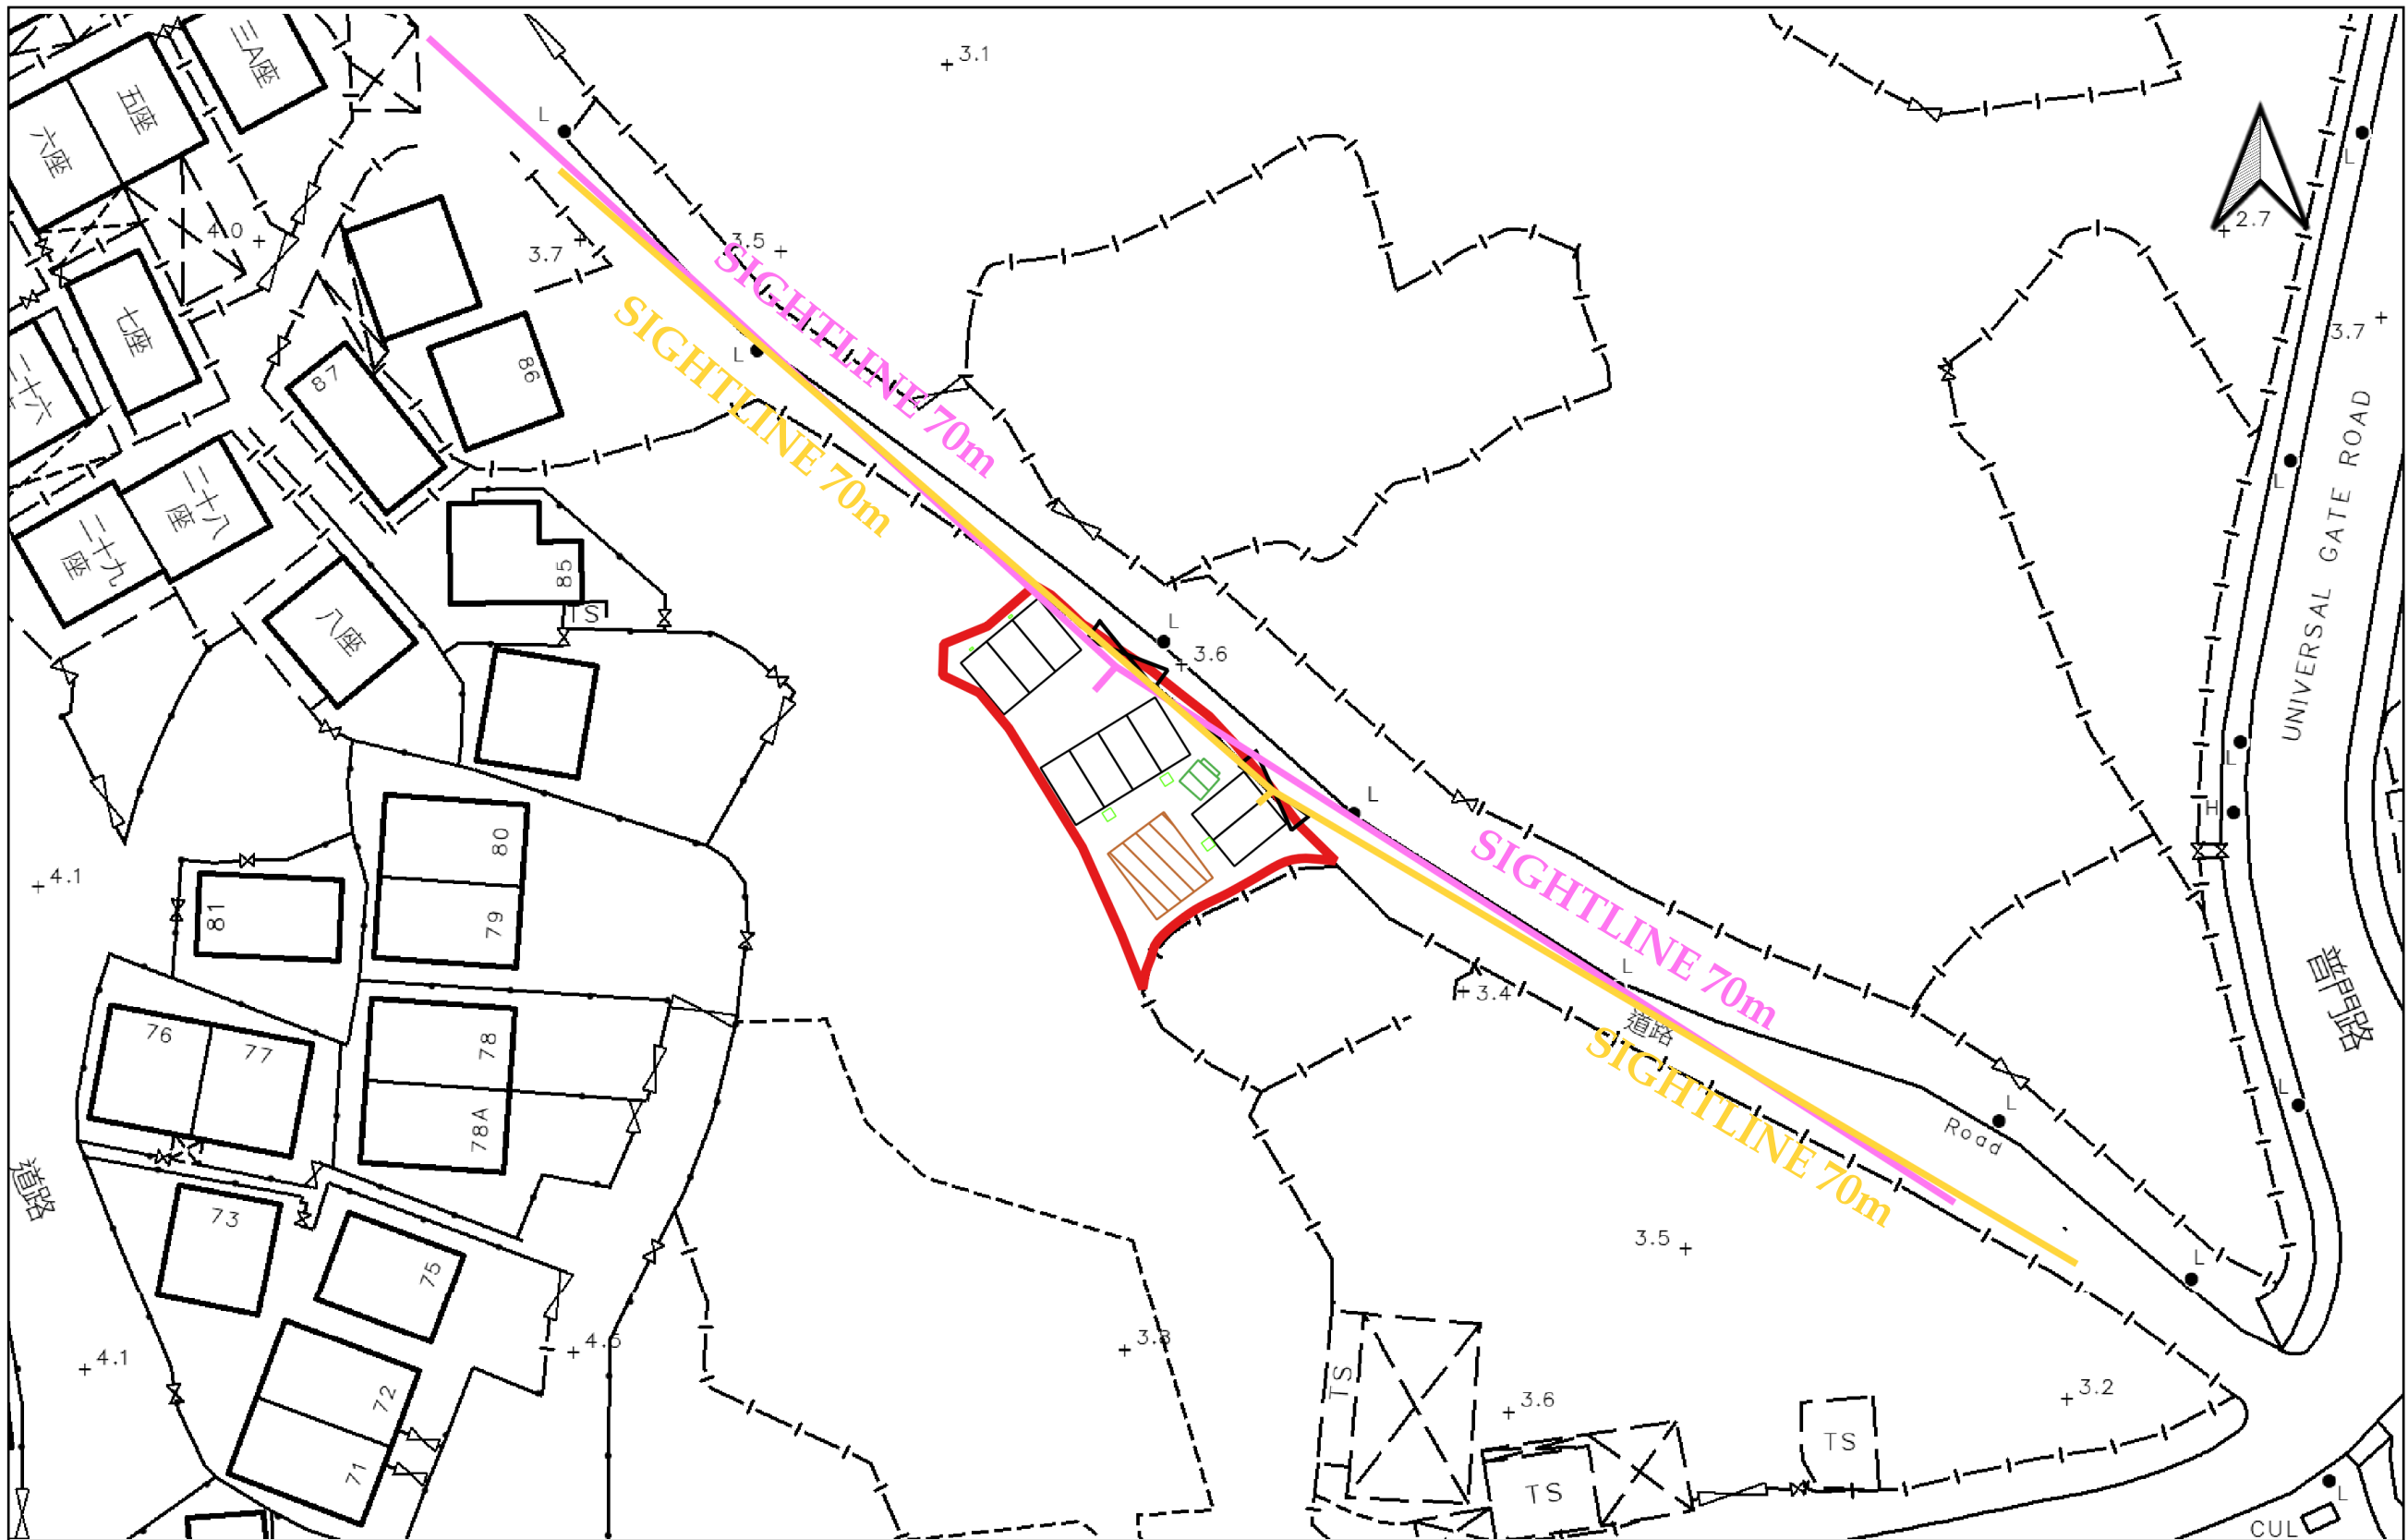 三A座
五座
六座
+3.1
L
L
4.0 +
3.7 +
3.5 +
+2.7
3.7 +
SIGHTLINE 70m
SIGHTLINE 70m
七座
二十六
L
86
87
UNIVERSAL GATE ROAD
L
二十八座
二十九座
85
TS
八座
L
+3.6
L
L
H
80
79
81
+4.1
SIGHTLINE 70m
SIGHTLINE 70m
L
+3.4
道路
普門路
76
77
78
78A
L
L
Road
道路
73
75
3.5 +
L
+4.1
+3.8
72
71
TS
+3.6
+3.2
TS
TS
L
CUL